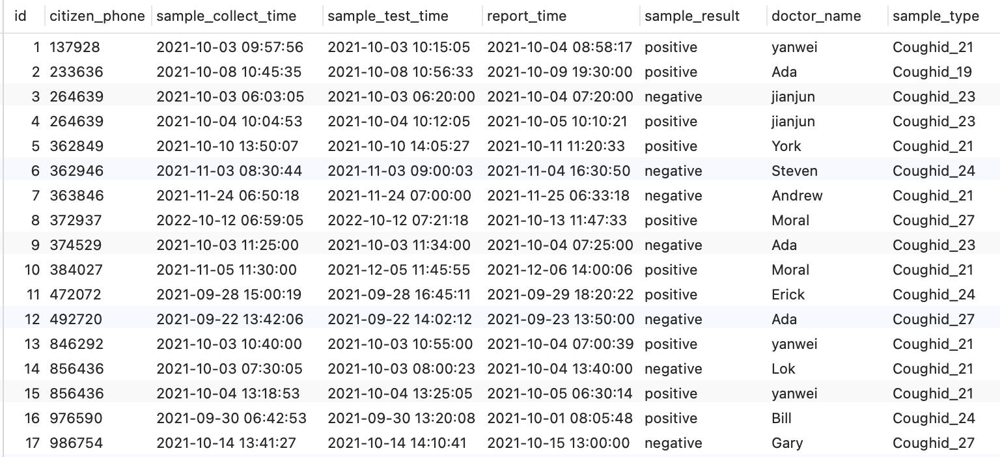 id citizen_phone sample_collect_time sample_test_time report_time sample_result doctor_name sample_type
1 137928 2021-10-03 09:57:56 2021-10-03 10:15:05 2021-10-04 08:58:17 positive yanwei Coughid_21
2 233636 2021-10-08 10:45:35 2021-10-08 10:56:33 2021-10-09 19:30:00 positive Ada Coughid_19
3 264639 2021-10-03 06:03:05 2021-10-03 06:20:00 2021-10-04 07:20:00 negative jianjun Coughid_23
4 264639 2021-10-04 10:04:53 2021-10-04 10:12:05 2021-10-05 10:10:21 positive jianjun Coughid_23
5 362849 2021-10-10 13:50:07 2021-10-10 14:05:27 2021-10-11 11:20:33 positive York Coughid_21
6 362946 2021-11-03 08:30:44 2021-11-03 09:00:03 2021-11-04 16:30:50 negative Steven Coughid_24
7 363846 2021-11-24 06:50:18 2021-11-24 07:00:00 2021-11-25 06:33:18 negative Andrew Coughid_21
8 372937 2022-10-12 06:59:05 2022-10-12 07:21:18 2021-10-13 11:47:33 positive Moral Coughid_27
9 374529 2021-10-03 11:25:00 2021-10-03 11:34:00 2021-10-04 07:25:00 negative Ada Coughid_23
10 384027 2021-11-05 11:30:00 2021-12-05 11:45:55 2021-12-06 14:00:06 positive Moral Coughid_21
11 472072 2021-09-28 15:00:19 2021-09-28 16:45:11 2021-09-29 18:20:22 positive Erick Coughid_24
12 492720 2021-09-22 13:42:06 2021-09-22 14:02:12 2021-09-23 13:50:00 negative Ada Coughid_27
13 846292 2021-10-03 10:40:00 2021-10-03 10:55:00 2021-10-04 07:00:39 positive yanwei Coughid_21
14 856436 2021-10-03 07:30:05 2021-10-03 08:00:23 2021-10-04 13:40:00 negative Lok Coughid_21
15 856436 2021-10-04 13:18:53 2021-10-04 13:25:05 2021-10-05 06:30:14 positive yanwei Coughid_21
16 976590 2021-09-30 06:42:53 2021-09-30 13:20:08 2021-10-01 08:05:48 positive Bill Coughid_24
17 986754 2021-10-14 13:41:27 2021-10-14 14:10:41 2021-10-15 13:00:00 negative Gary Coughid_27